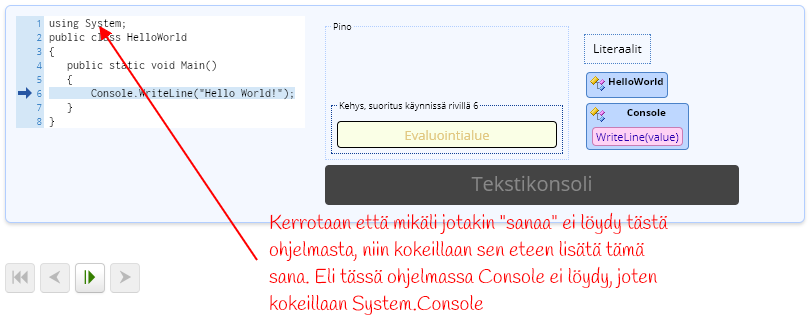 1 using System;
2 public class HelloWorld
3 {
4 public static void Main()
5 {
6 Console.WriteLine("Hello World!");
7 }
8 }
Pino
Kehys, suoritus käynnissä rivillä 6
Evaluointialue
Literaalit
HelloWorld
Console
WriteLine(value)
Tekstikonsoli
Kerrotaan että mikäli jotakin "sanaa" ei löydy tästä
ohjelmasta, niin kokeillaan sen eteen lisätä tämä
sana. Eli tässä ohjelmassa Console ei löydy, joten
kokeillaan System.Console